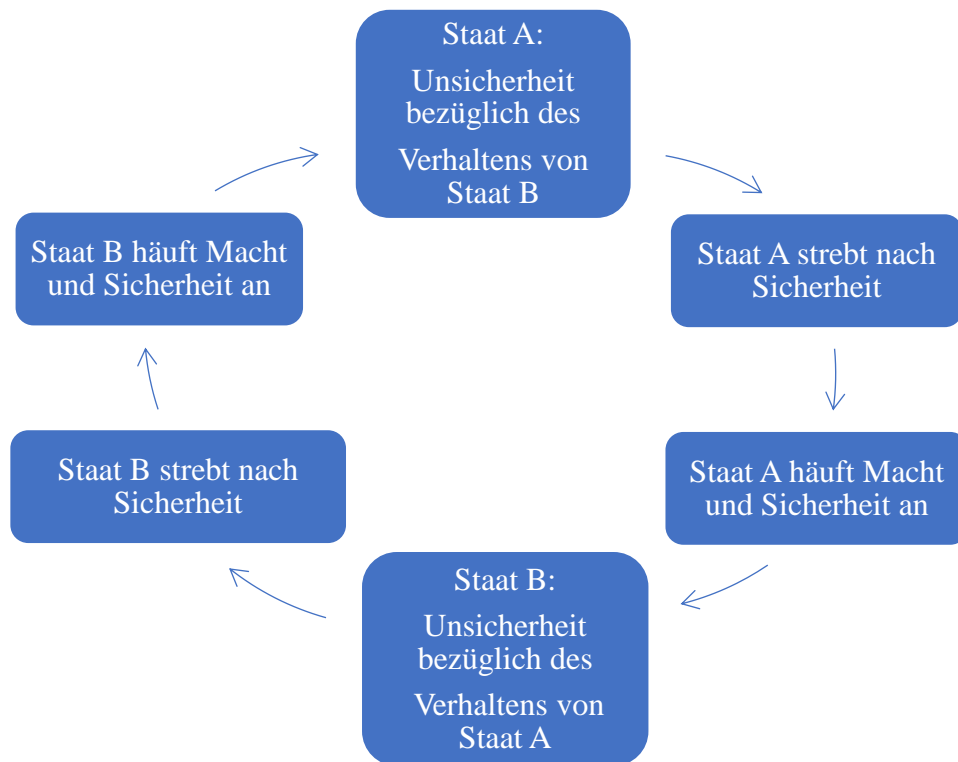 Staat A:
Unsicherheit
bezüglich des
Verhaltens von
Staat B
Staat A strebt nach
Sicherheit
Staat A häuft Macht
und Sicherheit an
Staat B:
Unsicherheit
bezüglich des
Verhaltens von
Staat A
Staat B strebt nach
Sicherheit
Staat B häuft Macht
und Sicherheit an